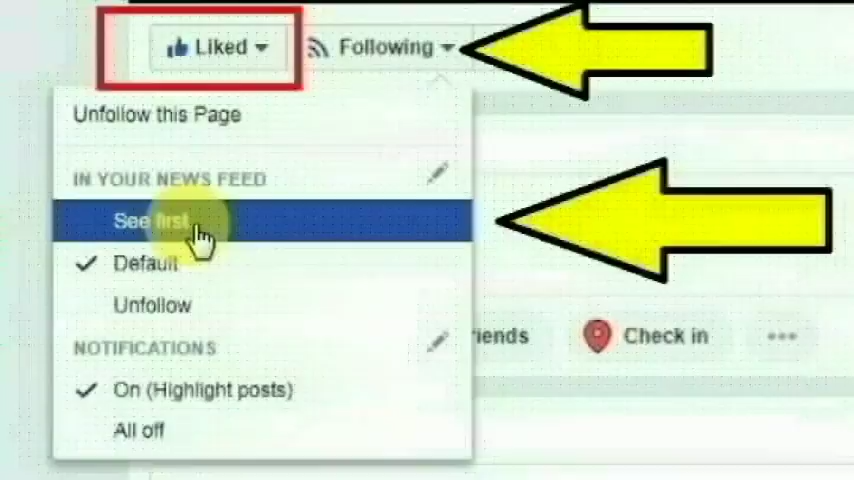 Liked Following
Unfollow this Page
IN YOUR NEWS FEED
See first
Default
Unfollow
NOTIFICATIONS
riends Check in
On (Highlight posts)
All off